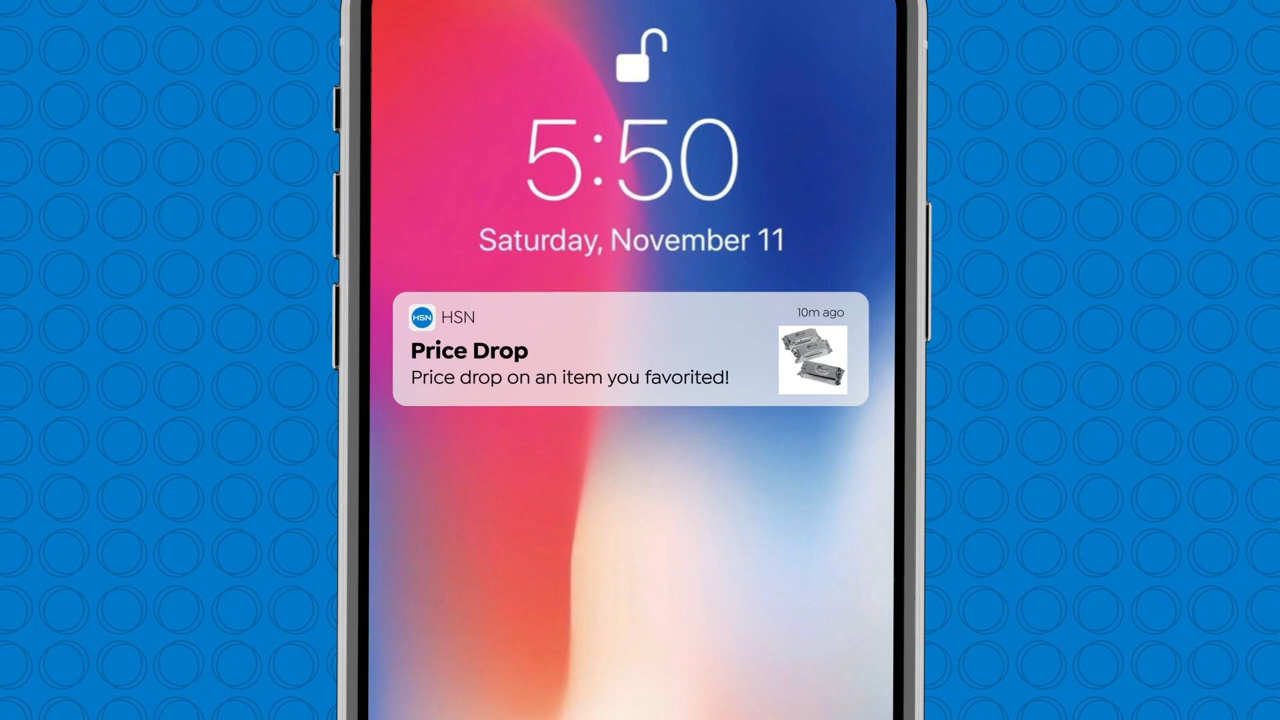 5:50
Saturday, November 11
HSN HSN
10m ago
Price Drop
Price drop on an item you favorited!